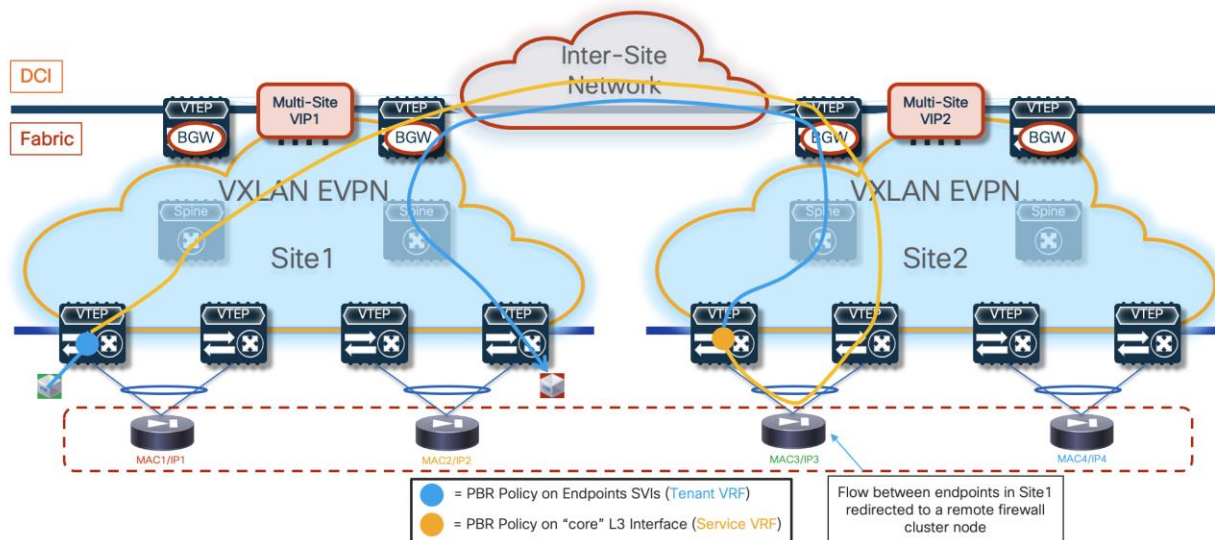 Inter-Site
Network
DCI
Fabric
VTEP
BGW
Multi-Site
VIP1
VTEP
BGW
VTEP
BGW
Multi-Site
VIP2
VTEP
BGW
VXLAN EVPN
VXLAN EVPN
Spine
Spine
Spine
Spine
Site1
Site2
VTEP
VTEP
VTEP
VTEP
VTEP
VTEP
VTEP
VTEP
MAC1/IP1
MAC2/IP2
MAC3/IP3
MAC4/IP4
= PBR Policy on Endpoints SVIs (Tenant VRF)
= PBR Policy on “core” L3 Interface (Service VRF)
Flow between endpoints in Site1
redirected to a remote firewall
cluster node